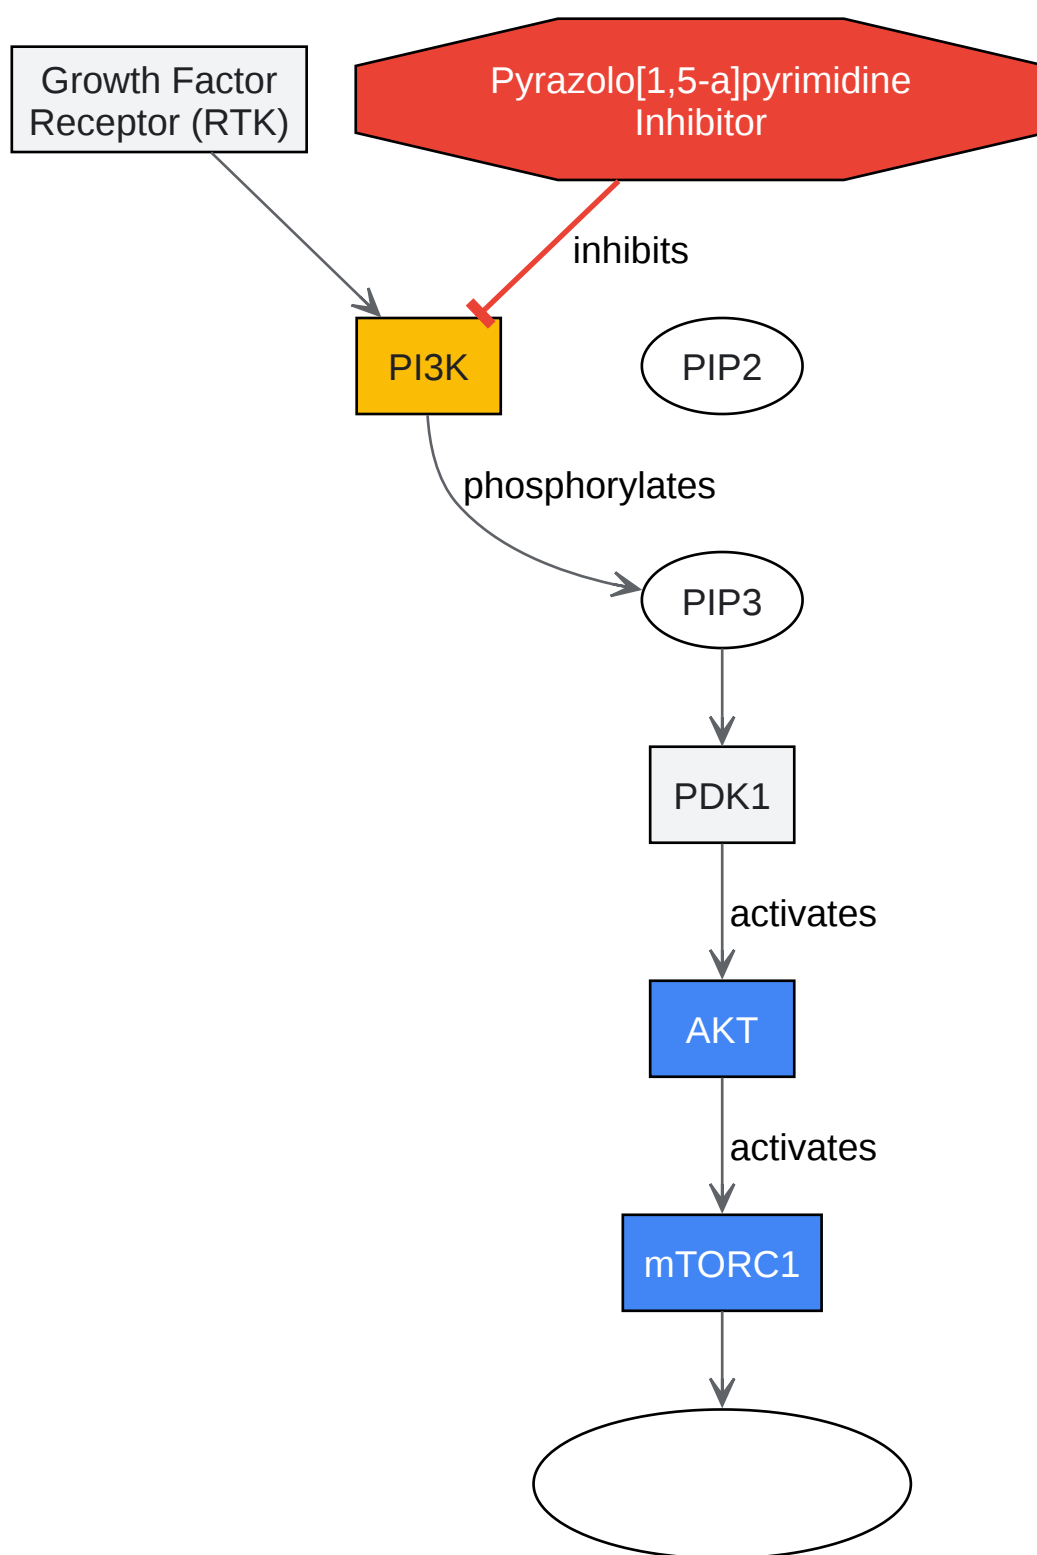 Growth Factor
Receptor (RTK)
Pyrazolo[1,5-a]pyrimidine
Inhibitor
inhibits
PI3K
PIP2
phosphorylates
PIP3
PDK1
activates
AKT
activates
mTORC1